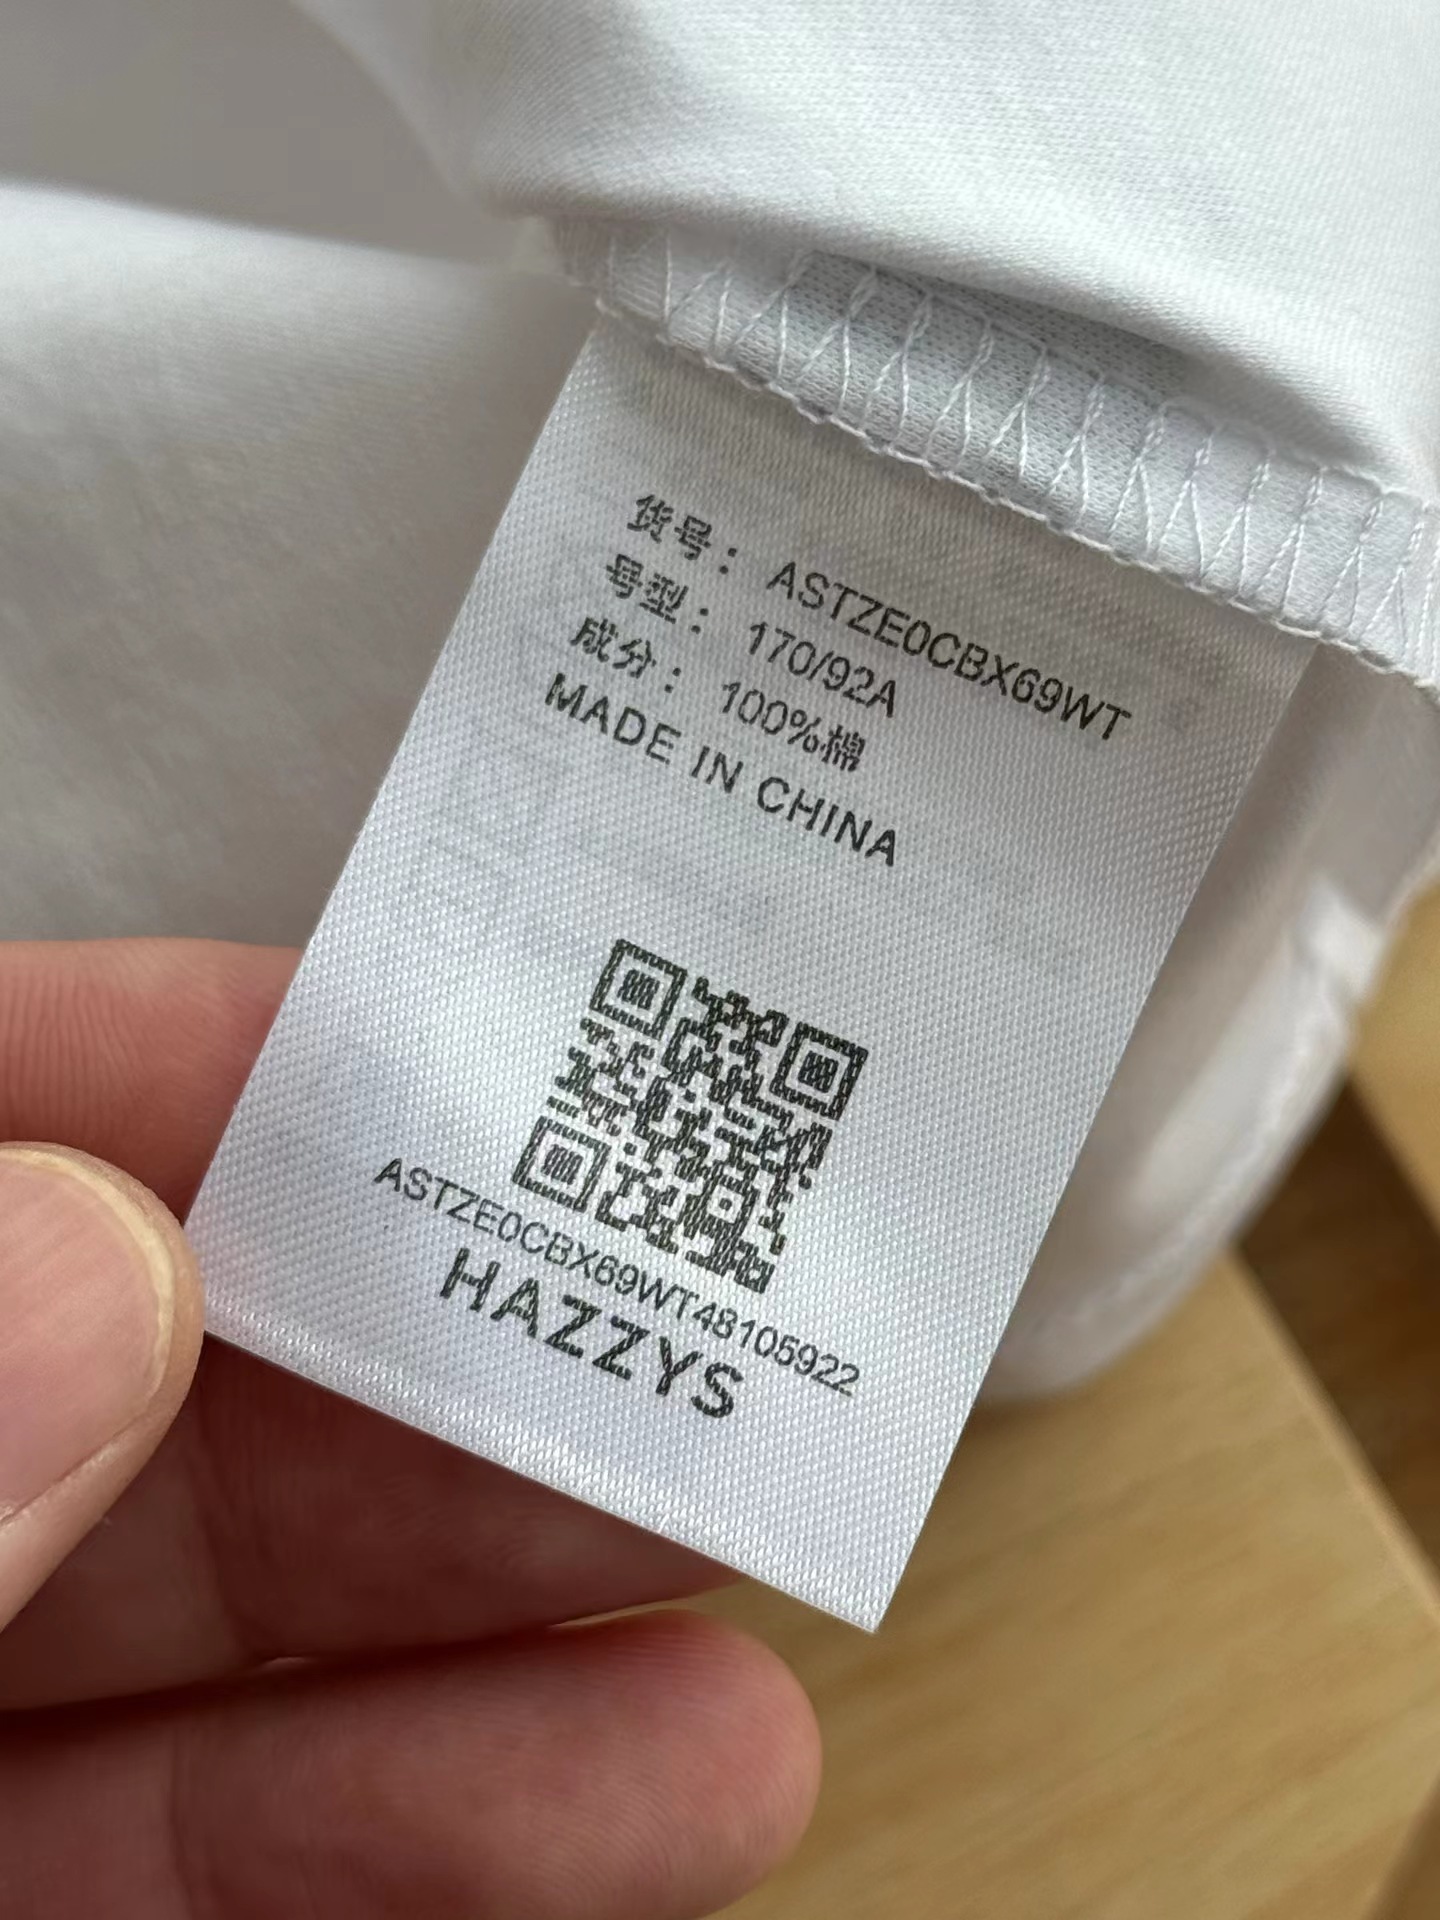 货号：ASTZE0CBX69WT
号型：170/92A
成分：100%棉
MADE IN CHINA
ASTZE0CBX69WT48105922
HAZZYS